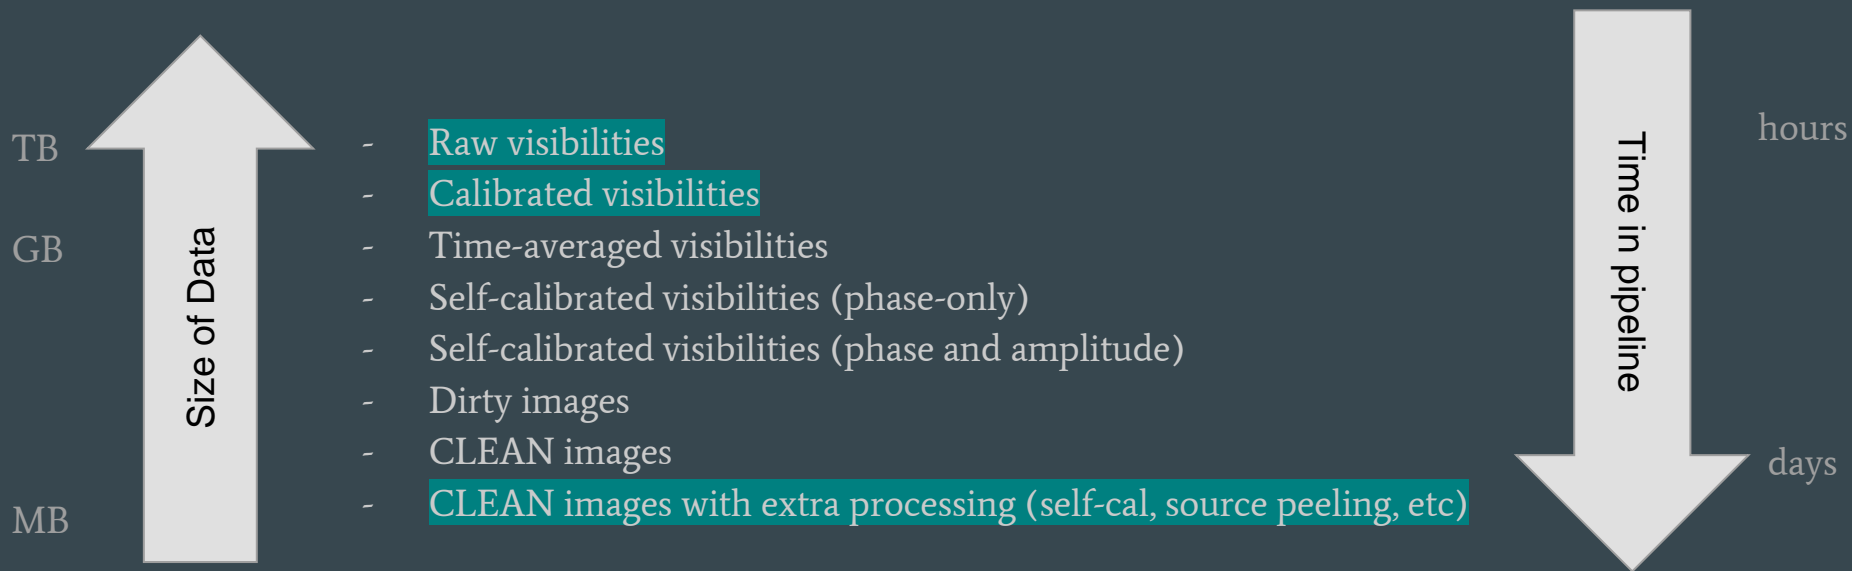 TB
GB
MB
Size of Data
- Raw visibilities
- Calibrated visibilities
- Time-averaged visibilities
- Self-calibrated visibilities (phase-only)
- Self-calibrated visibilities (phase and amplitude)
- Dirty images
- CLEAN images
- CLEAN images with extra processing (self-cal, source peeling, etc)
Time in pipeline
hours
days